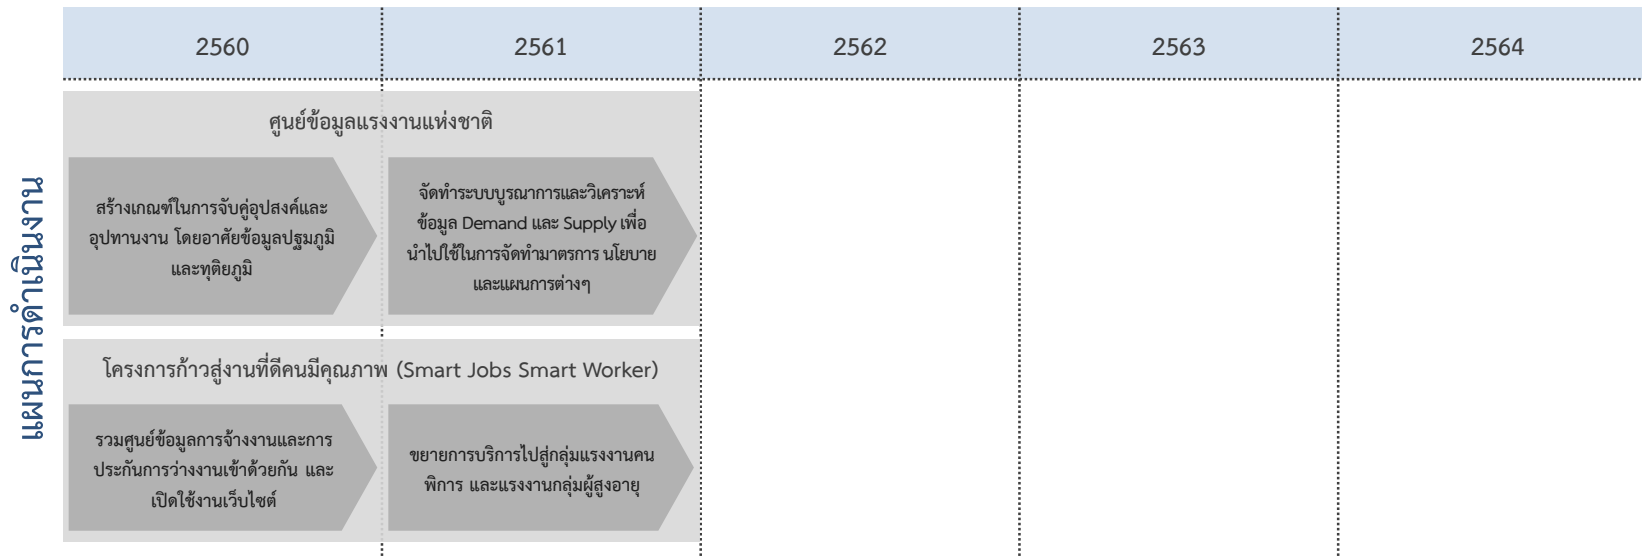 2560
2561
2562
2563
2564
แผนการดำเนินงาน
ศูนย์ข้อมูลแรงงานแห่งชาติ
สร้างเกณฑ์ในการจับคู่อุปสงค์และ
อุปทานงาน โดยอาศัยข้อมูลปฐมภูมิ
และทุติยภูมิ
จัดทำระบบบูรณาการและวิเคราะห์
ข้อมูล Demand และ Supply เพื่อ
นำไปใช้ในการจัดทำมาตรการ นโยบาย
และแผนการต่างๆ
โครงการก้าวสู่งานที่ดีคนมีคุณภาพ (Smart Jobs Smart Worker)
รวมศูนย์ข้อมูลการจ้างงานและการ
ประกันการว่างงานเข้าด้วยกัน และ
เปิดใช้งานเว็บไซต์
ขยายการบริการไปสู่กลุ่มแรงงานคน
พิการ และแรงงานกลุ่มผู้สูงอายุ